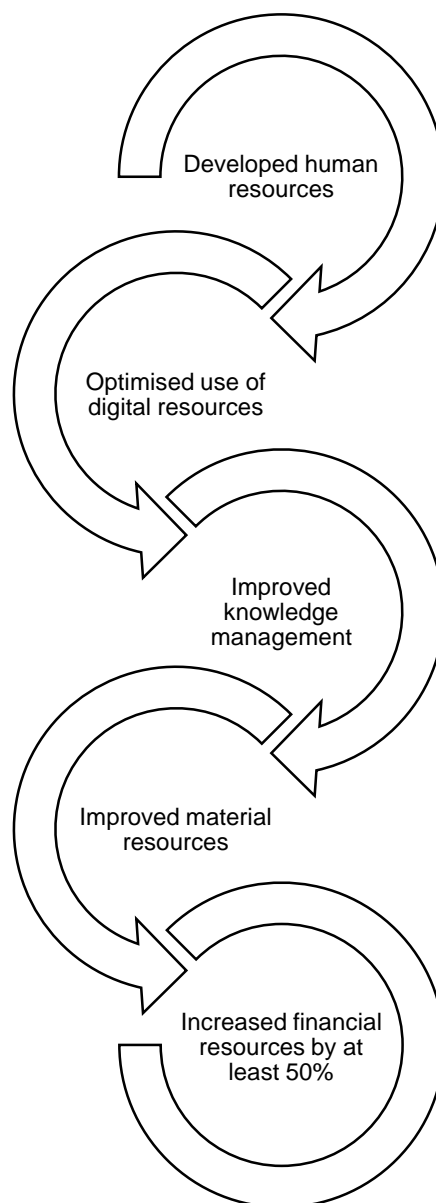 Developed human
resources
Optimised use of
digital resources
Improved
knowledge
management
Improved material
resources
Increased financial
resources by at
least 50%